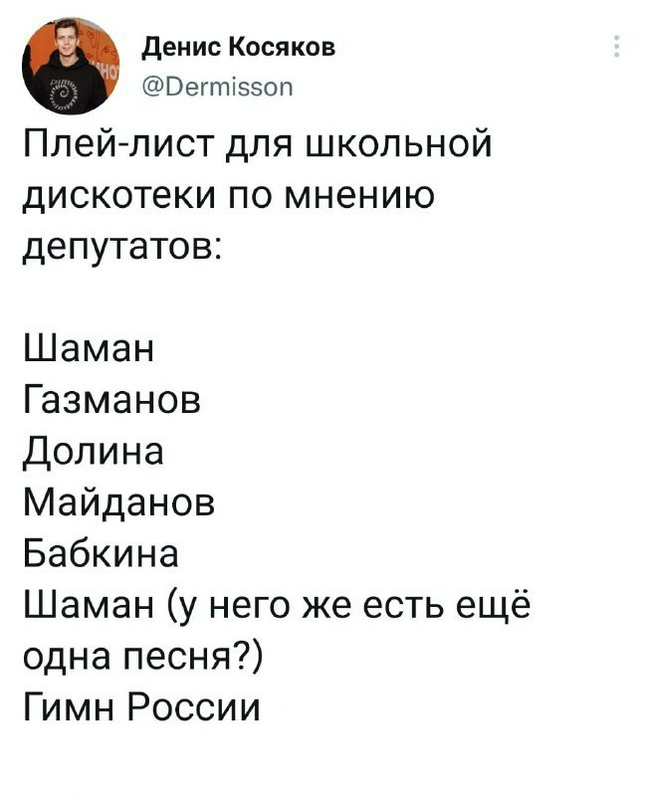 Денис Косяков
@Dermisson
Плей-лист для школьной
дискотеки по мнению
депутатов:
Шаман
Газманов
Долина
Майданов
Бабкина
Шаман (у него же есть ещё
одна песня?)
Гимн России